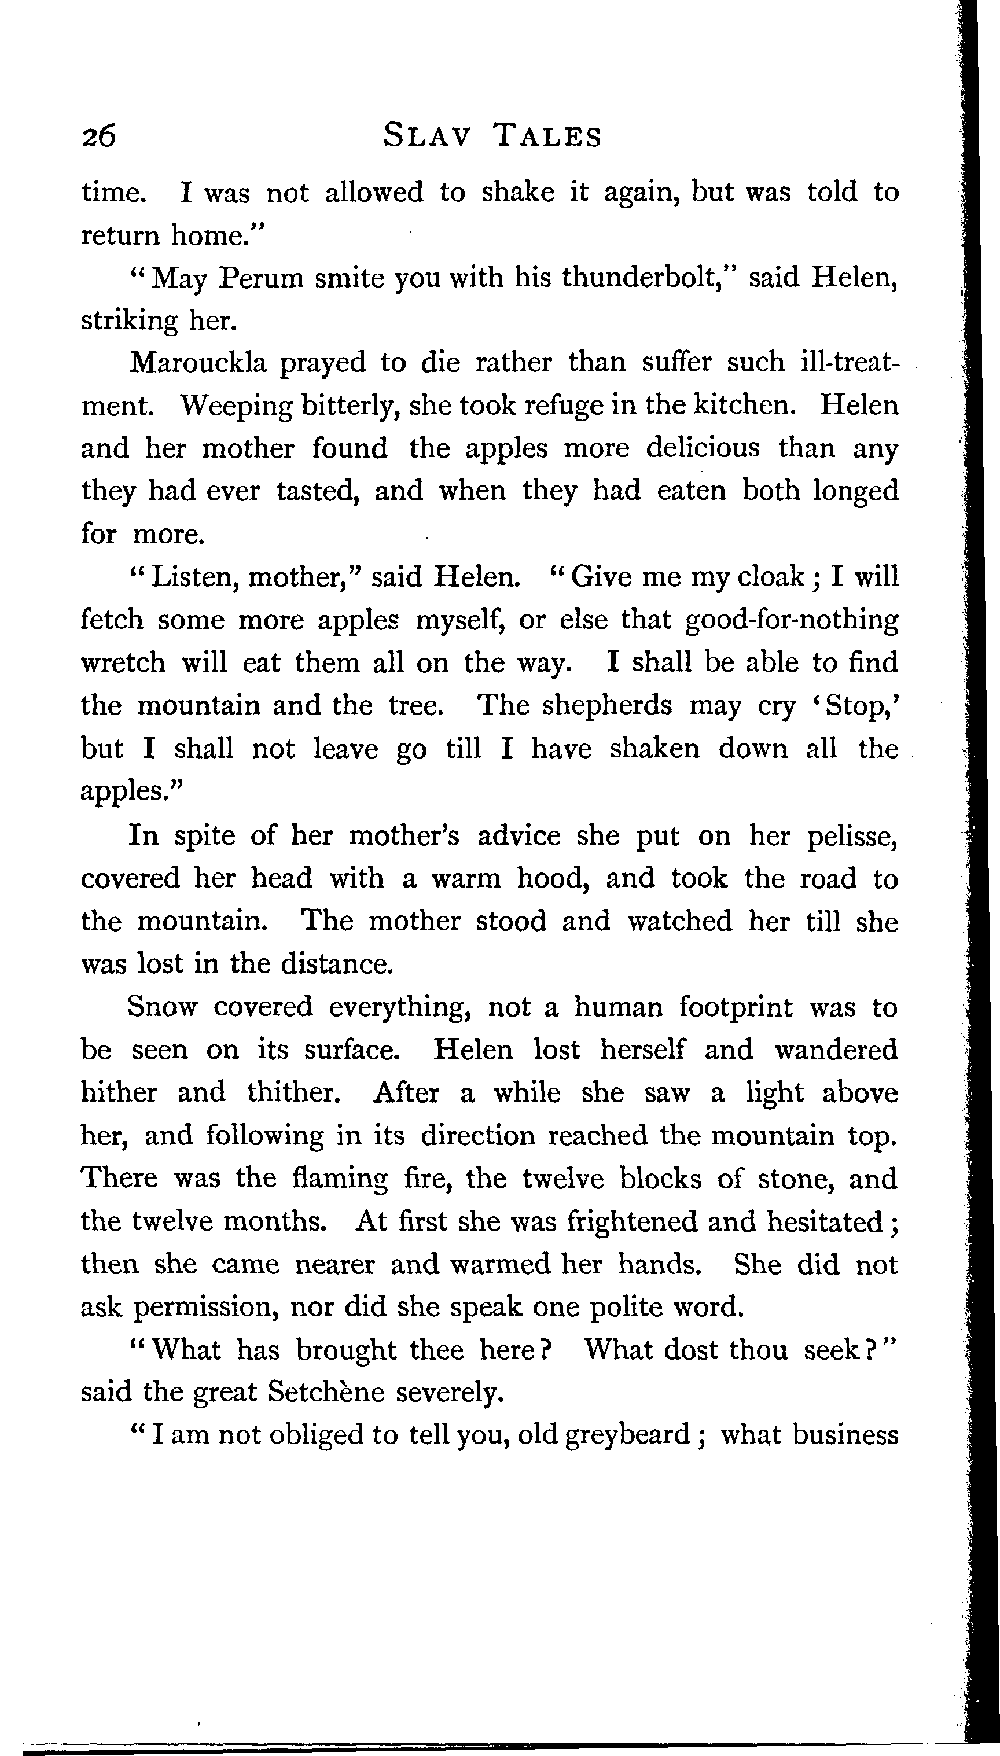 26 SLAV TALES
time. I was not allowed to shake it again, but was told to
return home."
"May Perum smite you with his thunderbolt," said Helen,
striking her.
Marouckla prayed to die rather than suffer such ill-treat-
ment. Weeping bitterly, she took refuge in the kitchen. Helen
and her mother found the apples more delicious than any
they had ever tasted, and when they had eaten both longed
for more.
"Listen, mother," said Helen. "Give me my cloak; I will
fetch some more apples myself, or else that good-for-nothing
wretch will eat them all on the way. I shall be able to find
the mountain and the tree. The shepherds may cry 'Stop,'
but I shall not leave go till I have shaken down all the
apples."
In spite of her mother's advice she put on her pelisse,
covered her head with a warm hood, and took the road to
the mountain. The mother stood and watched her till she
was lost in the distance.
Snow covered everything, not a human footprint was to
be seen on its surface. Helen lost herself and wandered
hither and thither. After a while she saw a light above
her, and following in its direction reached the mountain top.
There was the flaming fire, the twelve blocks of stone, and
the twelve months. At first she was frightened and hesitated;
then she came nearer and warmed her hands. She did not
ask permission, nor did she speak one polite word.
"What has brought thee here? What dost thou seek?"
said the great Setchène severely.
"I am not obliged to tell you, old greybeard; what business